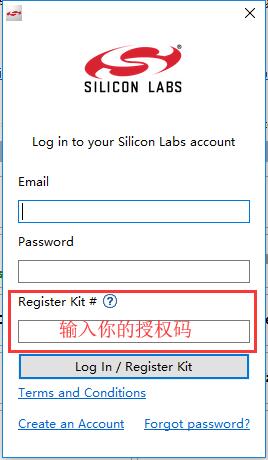 SILICON LABS
Log in to your Silicon Labs account
Email
Password
Register Kit # ?
输入你的授权码
Log In / Register Kit
Terms and Conditions
Create an Account Forgot password?